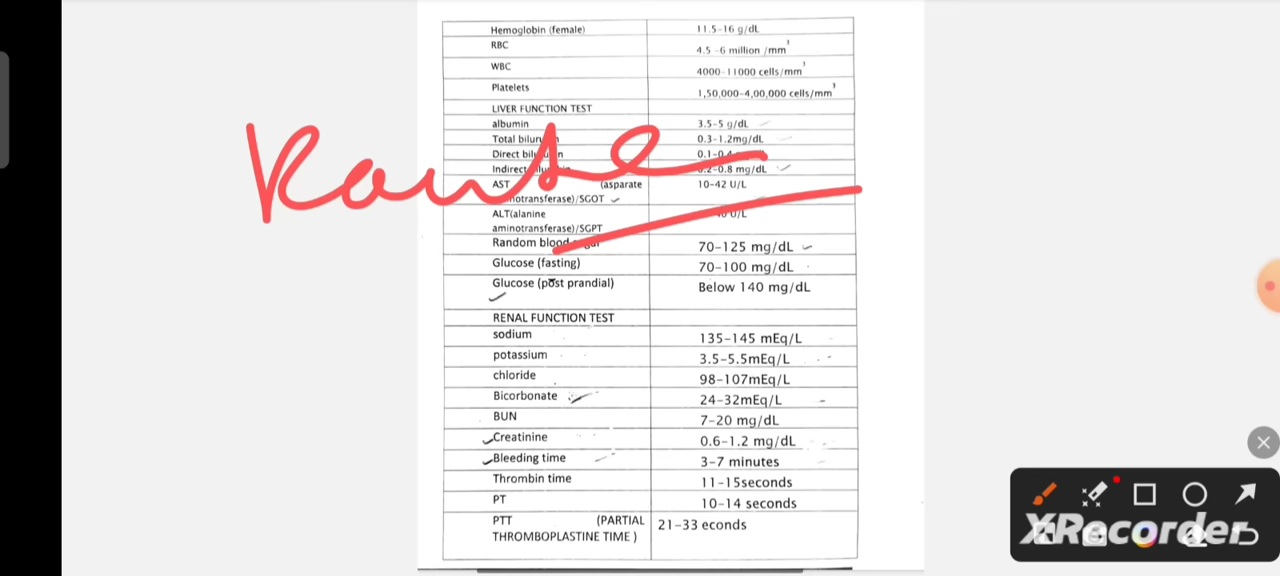 Hemoglobin (female) 11.5-16 g/dL
RBC 4.5 -6 million /mm³
WBC 4000-11000 cells/mm³
Platelets 1,50,000-4,00,000 cells/mm³
LIVER FUNCTION TEST
albumin 3.5-5 g/dL
Total 0.3-1.2mg/dL
Direct
Indirect 0.2-0.8 mg/dL
AST (asparate 10-42 U/L
/SGOT
ALT(alanine U/L
aminotransferase)/SGPT
Random blood 70-125 mg/dL
Glucose (fasting) 70-100 mg/dL
Glucose (post prandial) Below 140 mg/dL
RENAL FUNCTION TEST
sodium 135-145 mEq/L
potassium 3.5-5.5mEq/L
chloride 98-107mEq/L
Bicorbonate 24-32mEq/L
BUN 7-20 mg/dL
Creatinine 0.6-1.2 mg/dL
Bleeding time 3-7 minutes
Thrombin time 11-15seconds
PT 10-14 seconds
PTT (PARTIAL 21-33 econds
THROMBOPLASTINE TIME )
XRecorder